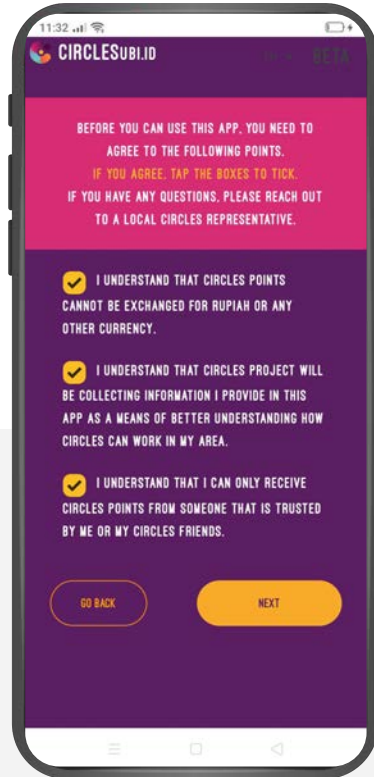 11:32
CIRCLESUBI.ID
BETA
BEFORE YOU CAN USE THIS APP, YOU NEED TO
AGREE TO THE FOLLOWING POINTS.
IF YOU AGREE, TAP THE BOXES TO TICK.
IF YOU HAVE ANY QUESTIONS, PLEASE REACH OUT
TO A LOCAL CIRCLES REPRESENTATIVE.
I UNDERSTAND THAT CIRCLES POINTS
CANNOT BE EXCHANGED FOR RUPIAH OR ANY
OTHER CURRENCY.
I UNDERSTAND THAT CIRCLES PROJECT WILL
BE COLLECTING INFORMATION I PROVIDE IN THIS
APP AS A MEANS OF BETTER UNDERSTANDING HOW
CIRCLES CAN WORK IN MY AREA.
I UNDERSTAND THAT I CAN ONLY RECEIVE
CIRCLES POINTS FROM SOMEONE THAT IS TRUSTED
BY ME OR MY CIRCLES FRIENDS.
GO BACK
NEXT